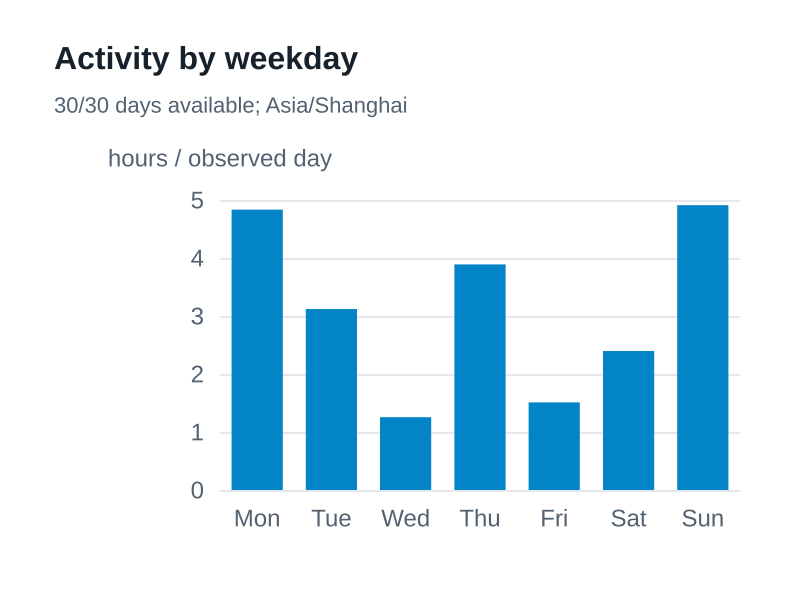 Activity by weekday
30/30 days available; Asia/Shanghai
hours / observed day
5
4
3
2
1
0
Mon Tue Wed Thu Fri Sat Sun